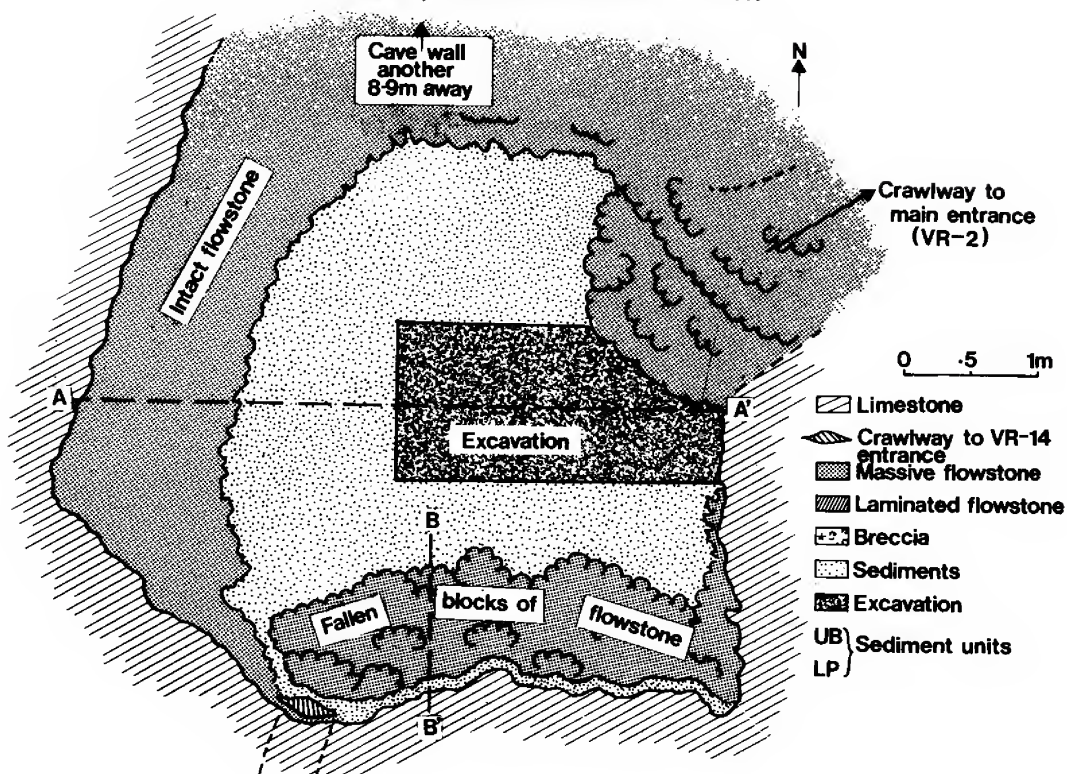 Cave wall
another
8-9m away
N
Intact flowstone
Crawlway to
main entrance
(VR-2)
0 .5 1m
A
A'
Excavation
B
Fallen
blocks of
flowstone
B'
Limestone
Crawlway to VR-14
entrance
Massive flowstone
Laminated flowstone
Breccia
Sediments
Excavation
UB
LP
Sediment units